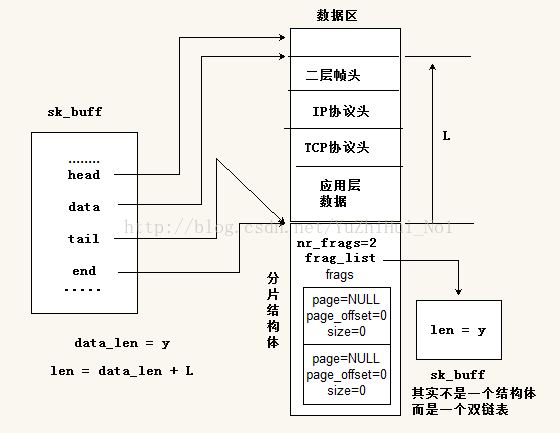 数据区
二层帧头
IP协议头
TCP协议头
应用层
数据
L
sk_buff
........
head
data
tail
end
.....
data_len = y
len = data_len + L
http://blog.csdn.net/YuZhiHui_No1
分片结构体
nr_frags=2
frag_list
frags
page=NULL
page_offset=0
size=0
page=NULL
page_offset=0
size=0
len = y
sk_buff
其实不是一个结构体
而是一个双链表